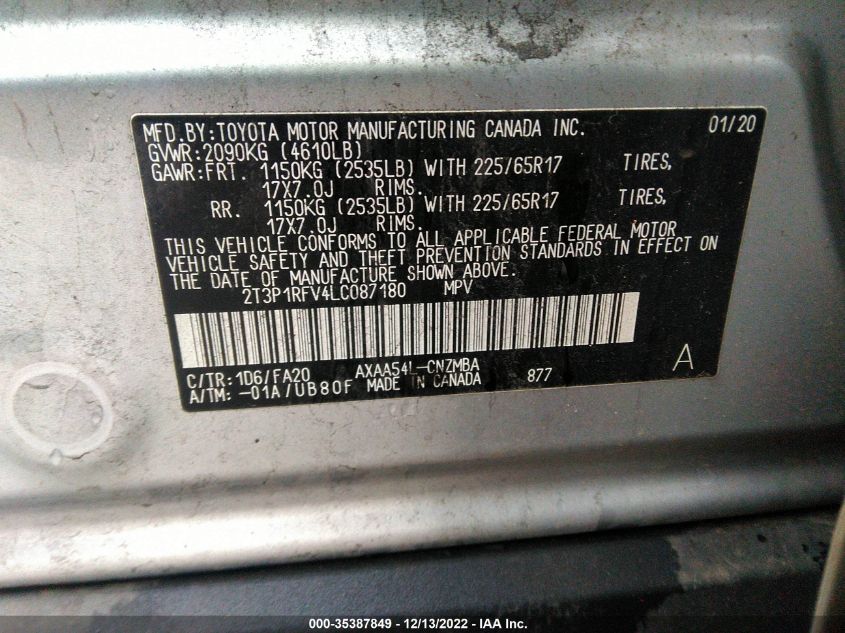 MFD.BY:TOYOTA MOTOR MANUFACTURING CANADA INC. 01/20
GVWR:2090KG (4610LB)
GAWR:FRT. 1150KG (2535LB) WITH 225/65R17 TIRES,
17X7.0J RIMS.
RR. 1150KG (2535LB) WITH 225/65R17 TIRES,
17X7.0J RIMS.
THIS VEHICLE CONFORMS TO ALL APPLICABLE FEDERAL MOTOR
VEHICLE SAFETY AND THEFT PREVENTION STANDARDS IN EFFECT ON
THE DATE OF MANUFACTURE SHOWN ABOVE.
2T3P1RFV4LC087180 MPV
C/TR:1D6/FA20 AXAA54L-CNZMBA A
A/TM:-01A/UB80F MADE IN CANADA 877
000-35387849 - 12/13/2022 - IAA Inc.